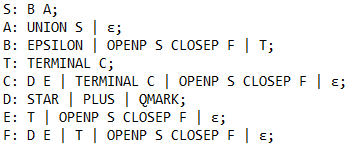 S: B A;
A: UNION S | ε;
B: EPSILON | OPENP S CLOSEP F | T;
T: TERMINAL C;
C: D E | TERMINAL C | OPENP S CLOSEP F | ε;
D: STAR | PLUS | QMARK;
E: T | OPENP S CLOSEP F | ε;
F: D E | T | OPENP S CLOSEP F | ε;